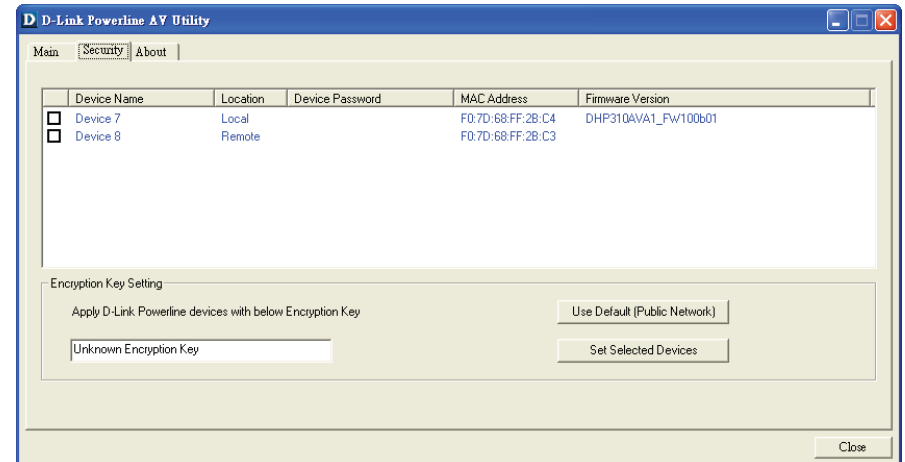 D D-Link Powerline AV Utility
Main Security About
Device Name Location Device Password MAC Address Firmware Version
Device 7 Local F0:7D:68:FF:2B:C4 DHP310AVA1_FW100b01
Device 8 Remote F0:7D:68:FF:2B:C3
Encryption Key Setting
Apply D-Link Powerline devices with below Encryption Key
Use Default (Public Network)
Unknown Encryption Key
Set Selected Devices
Close